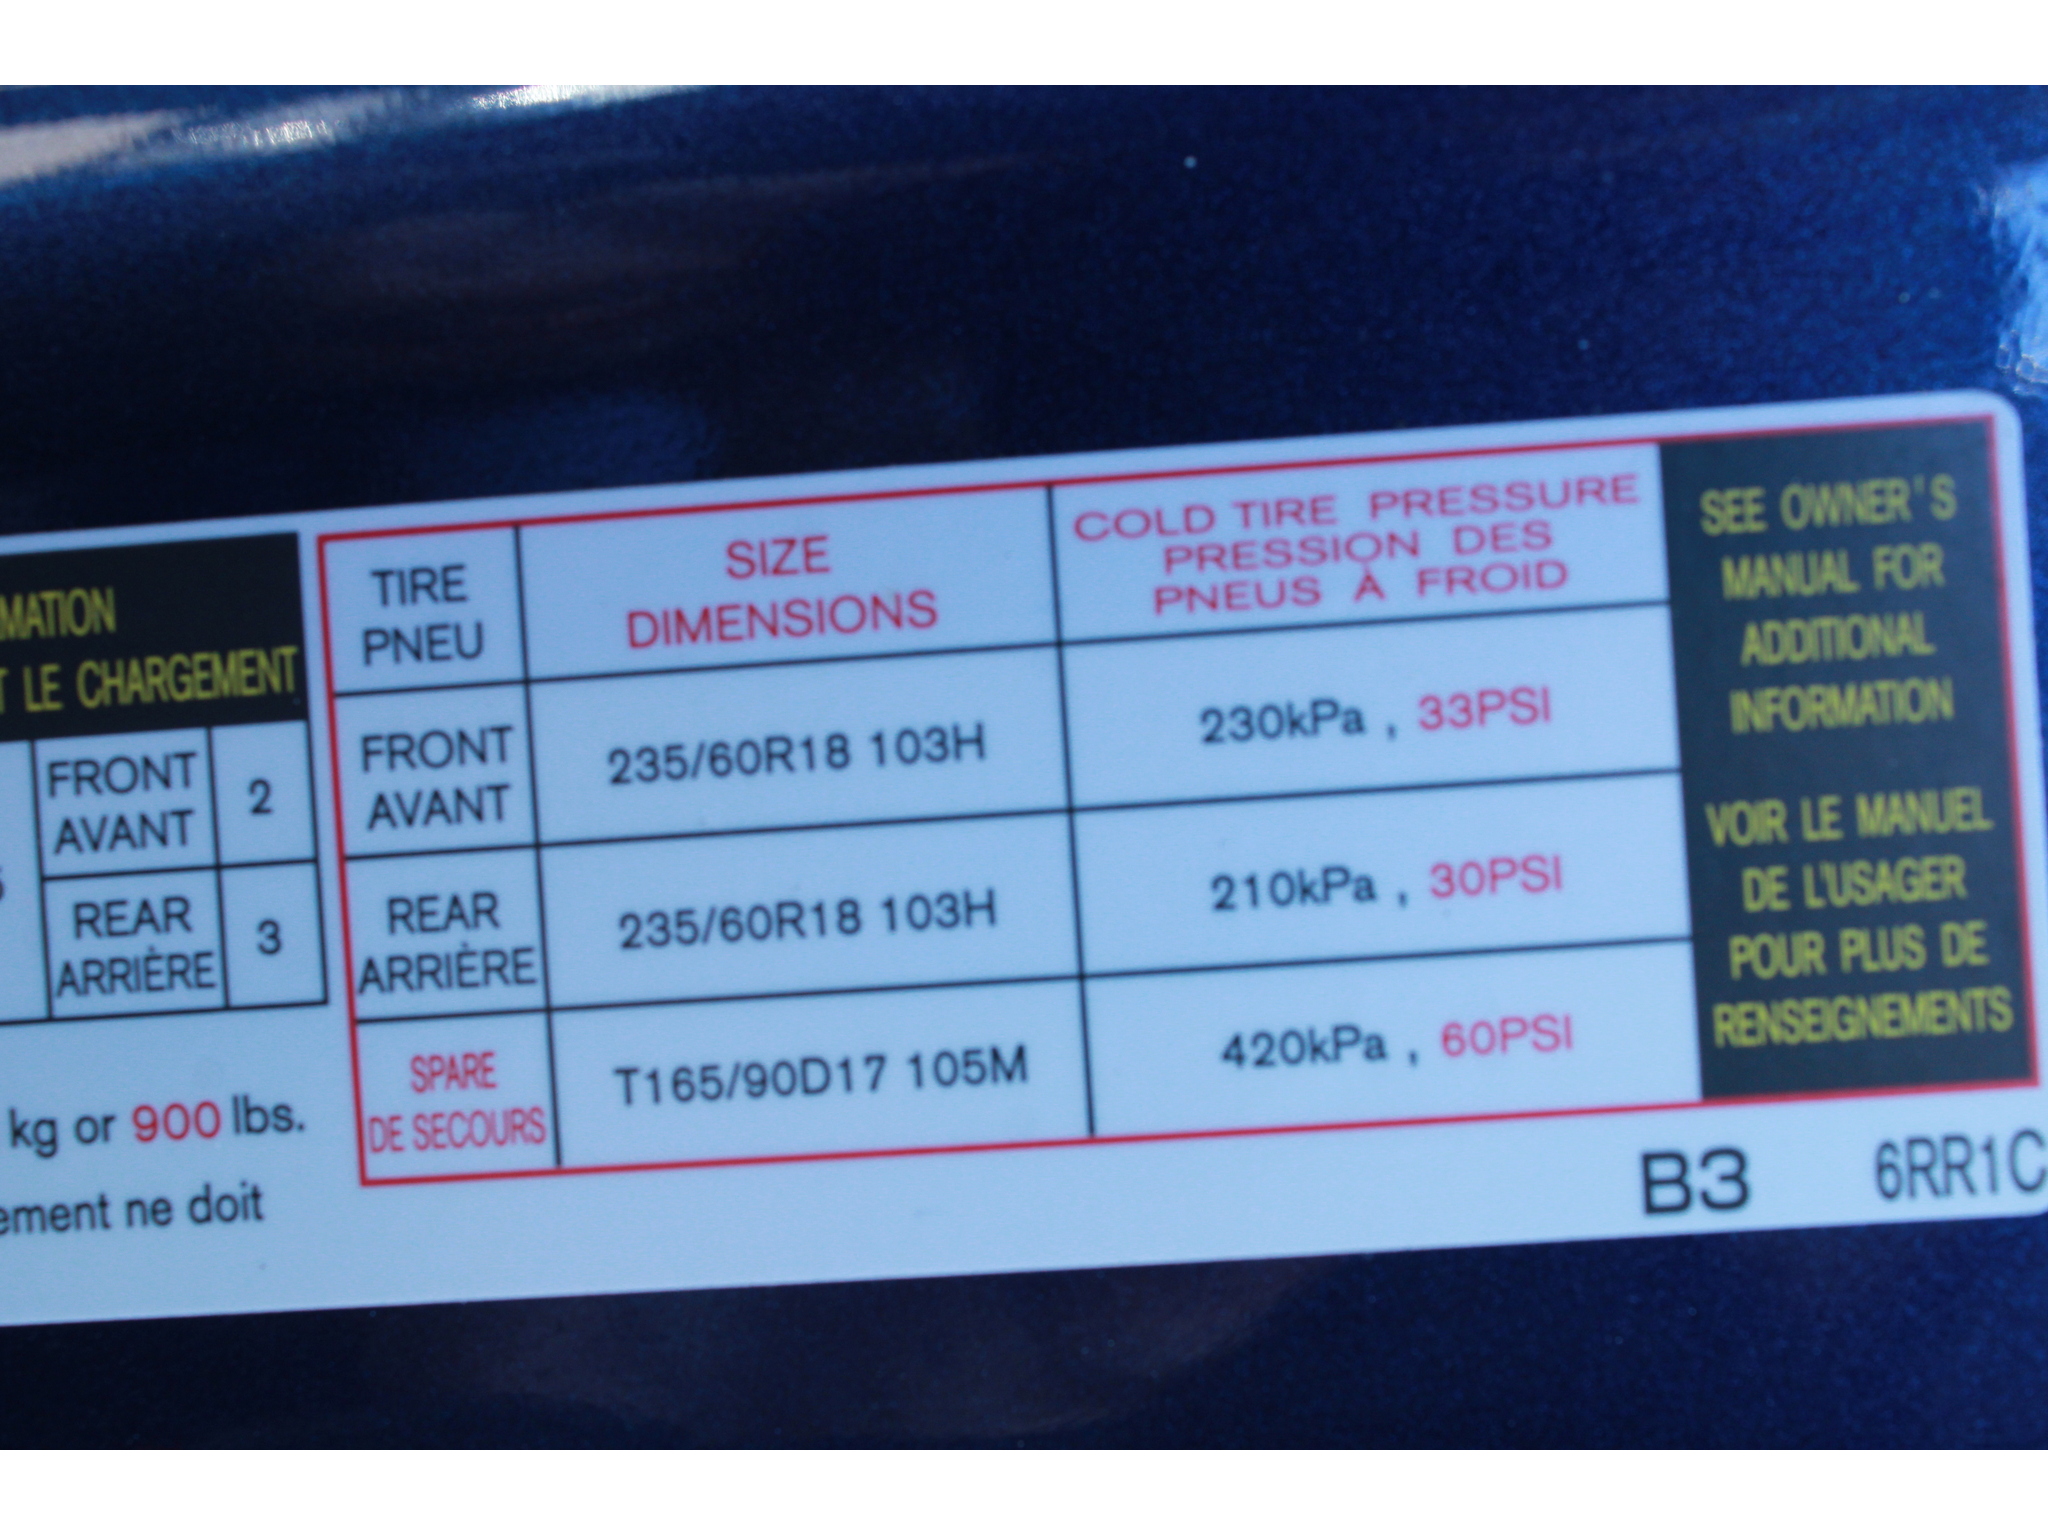 MATION
T LE CHARGEMENT
FRONT
AVANT
2
5
REAR
ARRIÈRE
3
kg or 900 lbs.
ement ne doit
TIRE
PNEU
SIZE
DIMENSIONS
COLD TIRE PRESSURE
PRESSION DES
PNEUS À FROID
FRONT
AVANT
235/60R18 103H
230kPa , 33PSI
REAR
ARRIÈRE
235/60R18 103H
210kPa , 30PSI
SPARE
DE SECOURS
T165/90D17 105M
420kPa , 60PSI
SEE OWNER'S
MANUAL FOR
ADDITIONAL
INFORMATION
VOIR LE MANUEL
DE L'USAGER
POUR PLUS DE
RENSEIGNEMENTS
B3 6RR1C